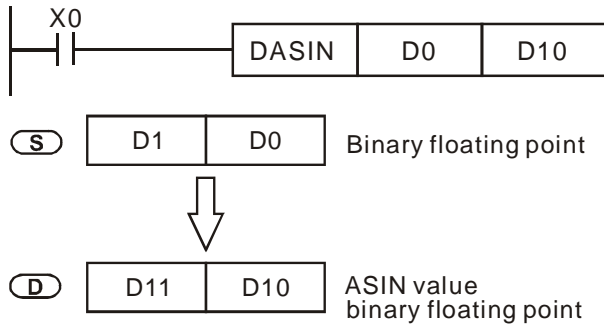 X0
DASIN D0 D10
S D1 D0 Binary floating point
D D11 D10 ASIN value
binary floating point